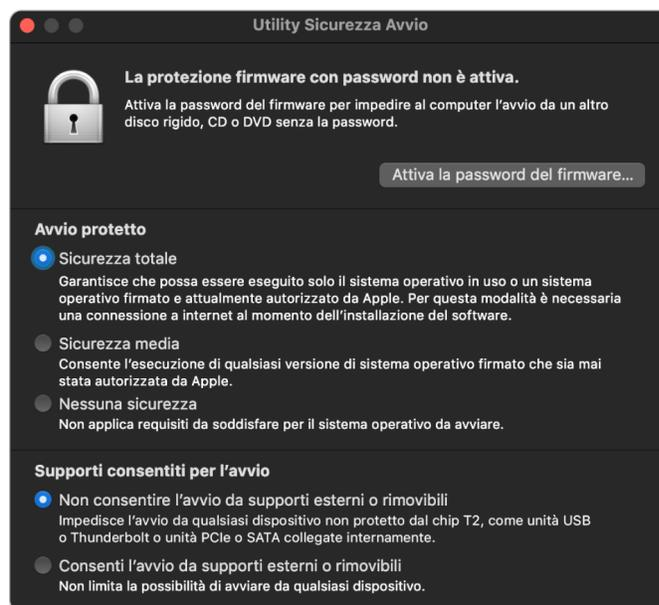 Utility Sicurezza Avvio
La protezione firmware con password non è attiva.
Attiva la password del firmware per impedire al computer l'avvio da un altro
disco rigido, CD o DVD senza la password.
Attiva la password del firmware...
Avvio protetto
Sicurezza totale
Garantisce che possa essere eseguito solo il sistema operativo in uso o un sistema
operativo firmato e attualmente autorizzato da Apple. Per questa modalità è necessaria
una connessione a internet al momento dell'installazione del software.
Sicurezza media
Consente l'esecuzione di qualsiasi versione di sistema operativo firmato che sia mai
stata autorizzata da Apple.
Nessuna sicurezza
Non applica requisiti da soddisfare per il sistema operativo da avviare.
Supporti consentiti per l'avvio
Non consentire l'avvio da supporti esterni o rimovibili
Impedisce l'avvio da qualsiasi dispositivo non protetto dal chip T2, come unità USB
o Thunderbolt o unità PCIe o SATA collegate internamente.
Consenti l'avvio da supporti esterni o rimovibili
Non limita la possibilità di avviare da qualsiasi dispositivo.